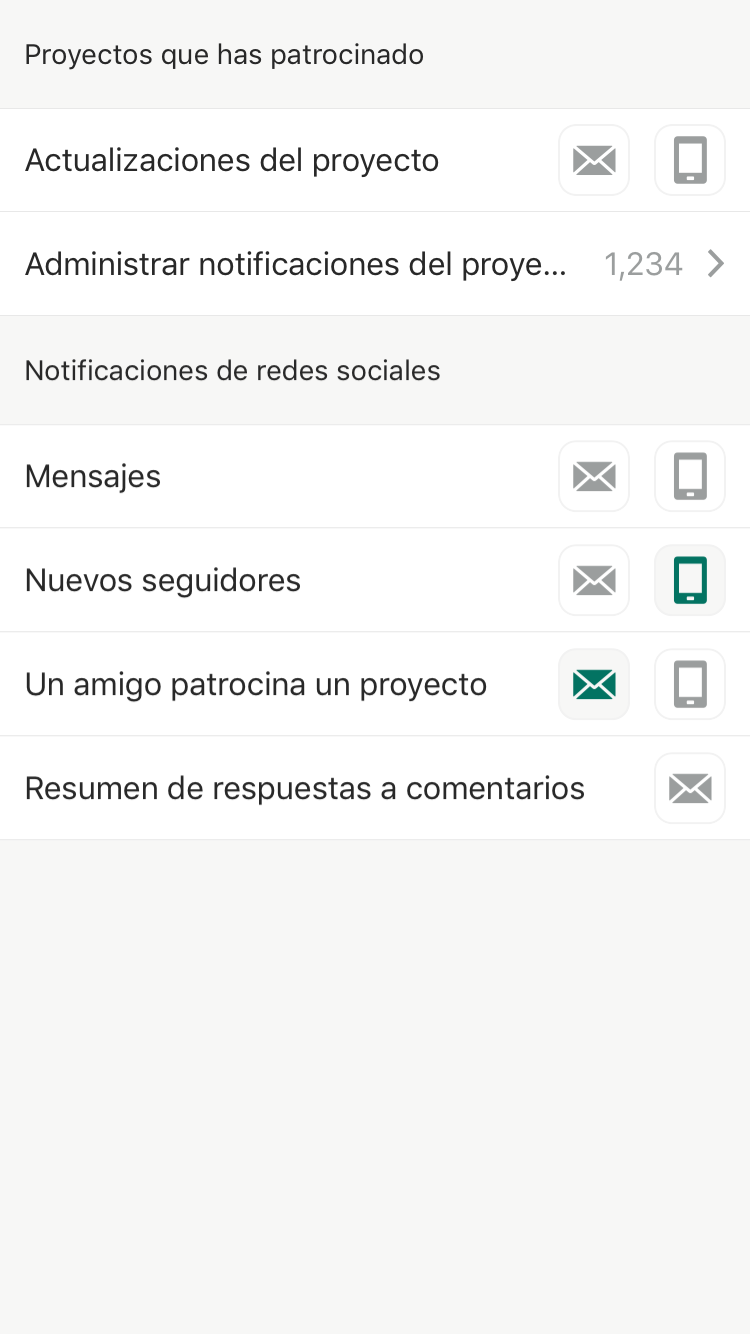 Proyectos que has patrocinado
Actualizaciones del proyecto
Administrar notificaciones del proye... 1,234
Notificaciones de redes sociales
Mensajes
Nuevos seguidores
Un amigo patrocina un proyecto
Resumen de respuestas a comentarios